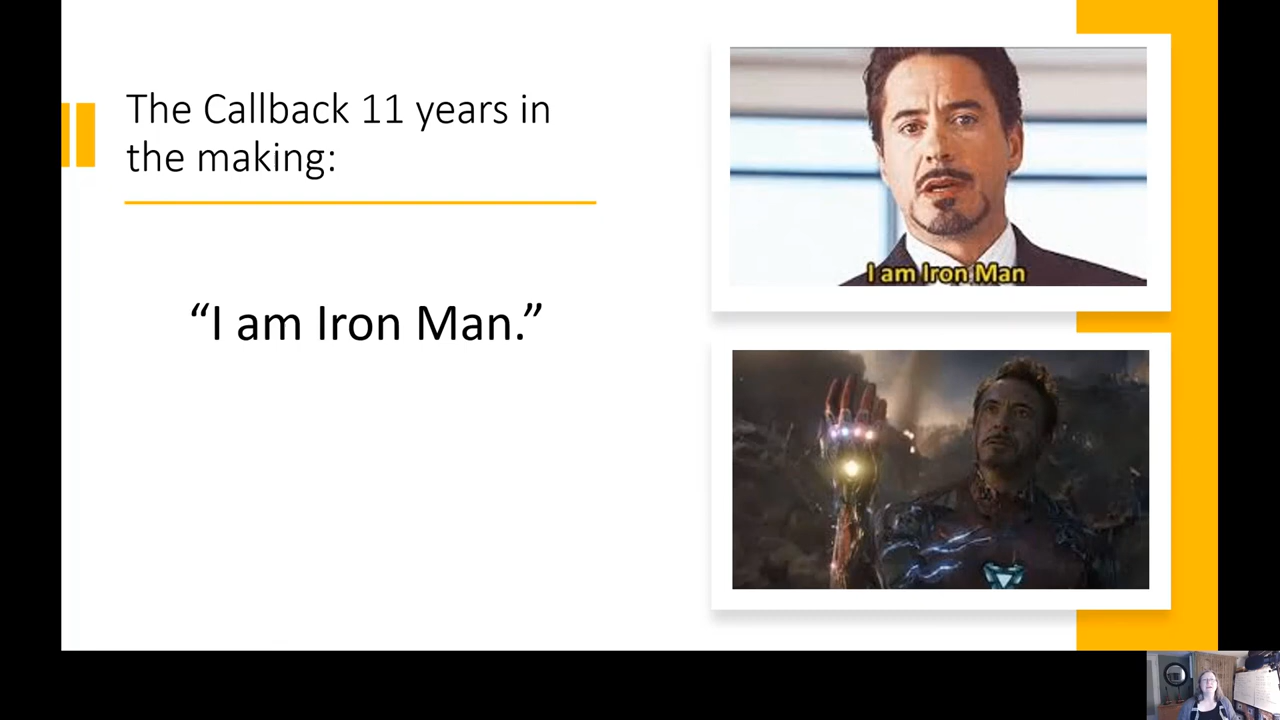 The Callback 11 years in
the making:
“I am Iron Man.”
I am Iron Man